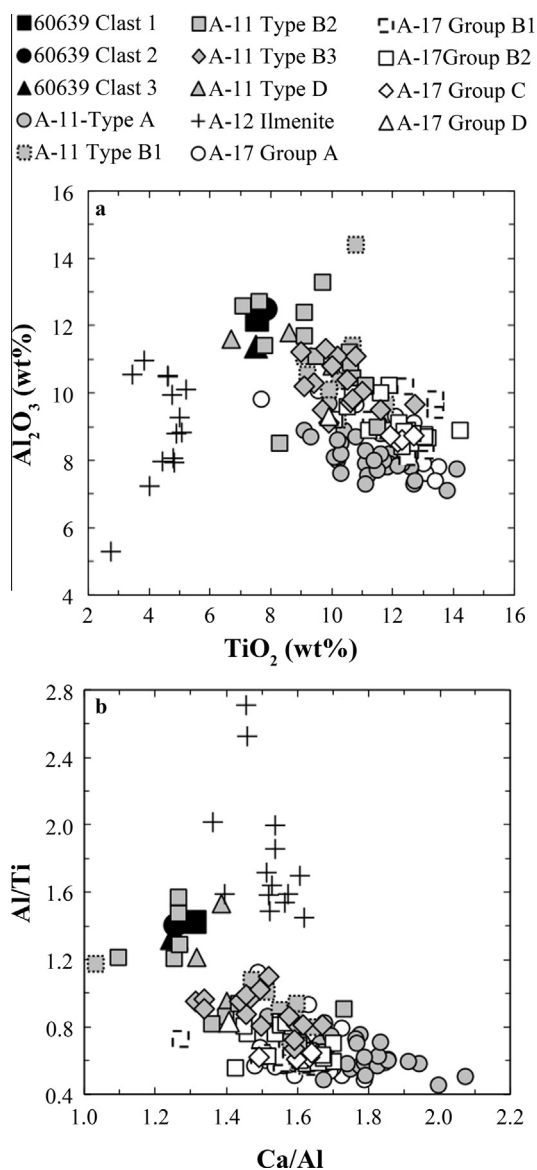 60639 Clast 1 A-11 Type B2 A-17 Group B1
60639 Clast 2 A-11 Type B3 A-17Group B2
60639 Clast 3 A-11 Type D A-17 Group C
A-11-Type A A-12 Ilmenite A-17 Group D
A-11 Type B1 A-17 Group A
16
a
14
12
10
8
6
4
Al₂O₃ (wt%)
2 4 6 8 10 12 14 16
TiO₂ (wt%)
2.8
b
2.4
2.0
1.6
1.2
0.8
0.4
Al/Ti
1.0 1.2 1.4 1.6 1.8 2.0 2.2
Ca/Al